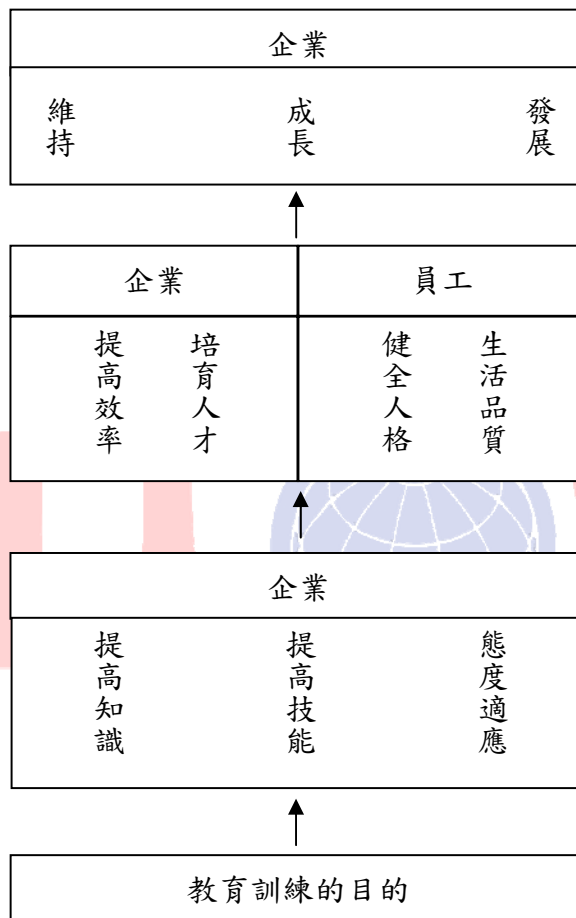 企業
維持
成長
發展
企業
員工
提高效率
培育人才
健全人格
生活品質
企業
提高知識
提高技能
態度適應
教育訓練的目的